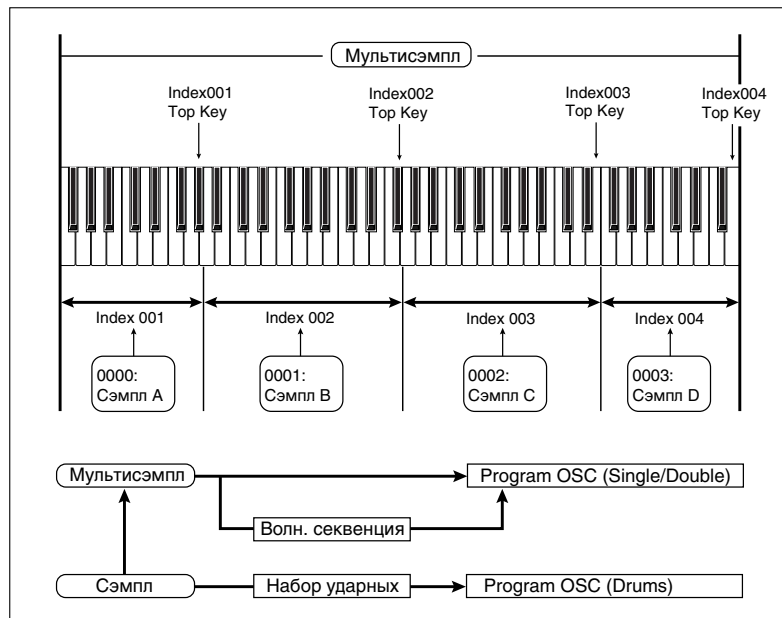 Мультисэмпл
Index001
Top Key
Index002
Top Key
Index003
Top Key
Index004
Top Key
Index 001
Index 002
Index 003
Index 004
0000:
Сэмпл A
0001:
Сэмпл B
0002:
Сэмпл C
0003:
Сэмпл D
Мультисэмпл
Program OSC (Single/Double)
Волн. секвенция
Сэмпл
Набор ударных
Program OSC (Drums)